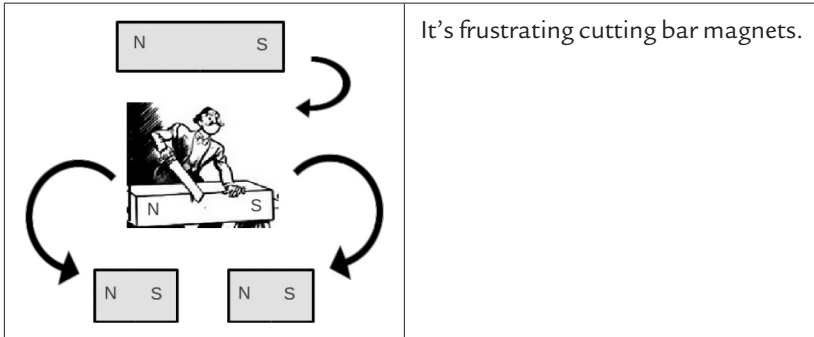 N S
It’s frustrating cutting bar magnets.
N S
N S N S